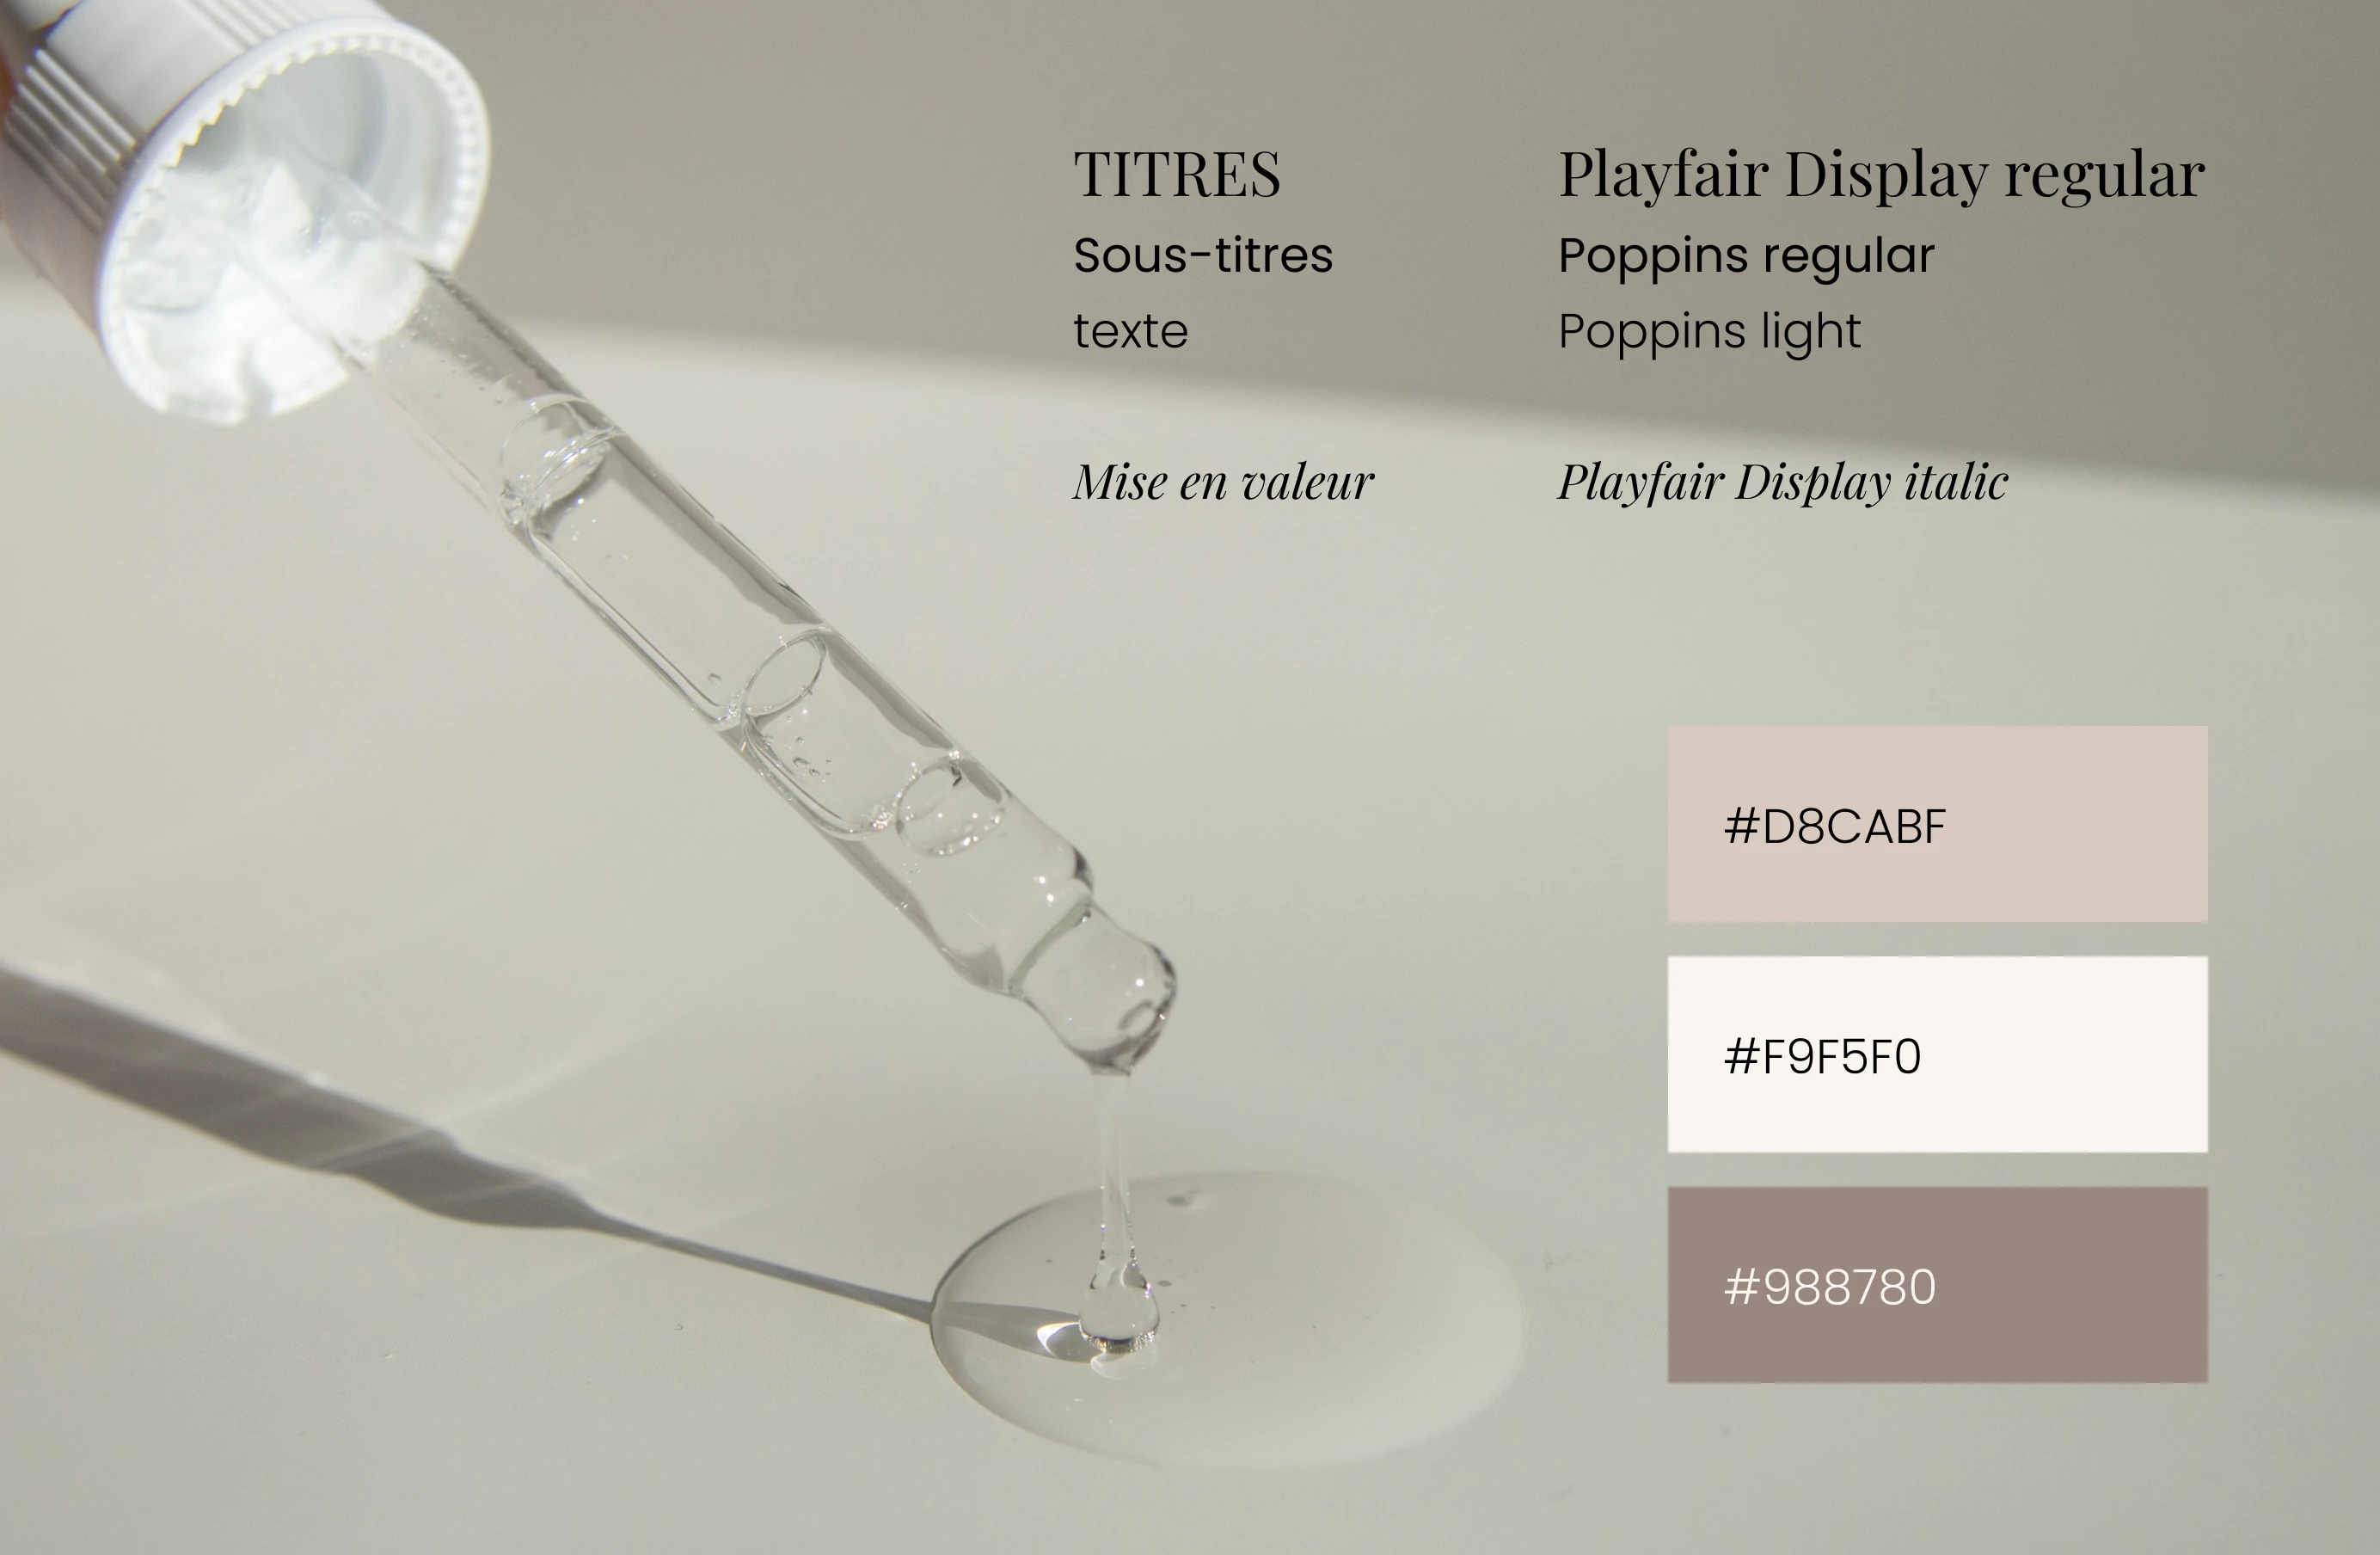 TITRES Playfair Display regular
Sous-titres Poppins regular
texte Poppins light
Mise en valeur Playfair Display italic
#D8CABF
#F9F5F0
#988780